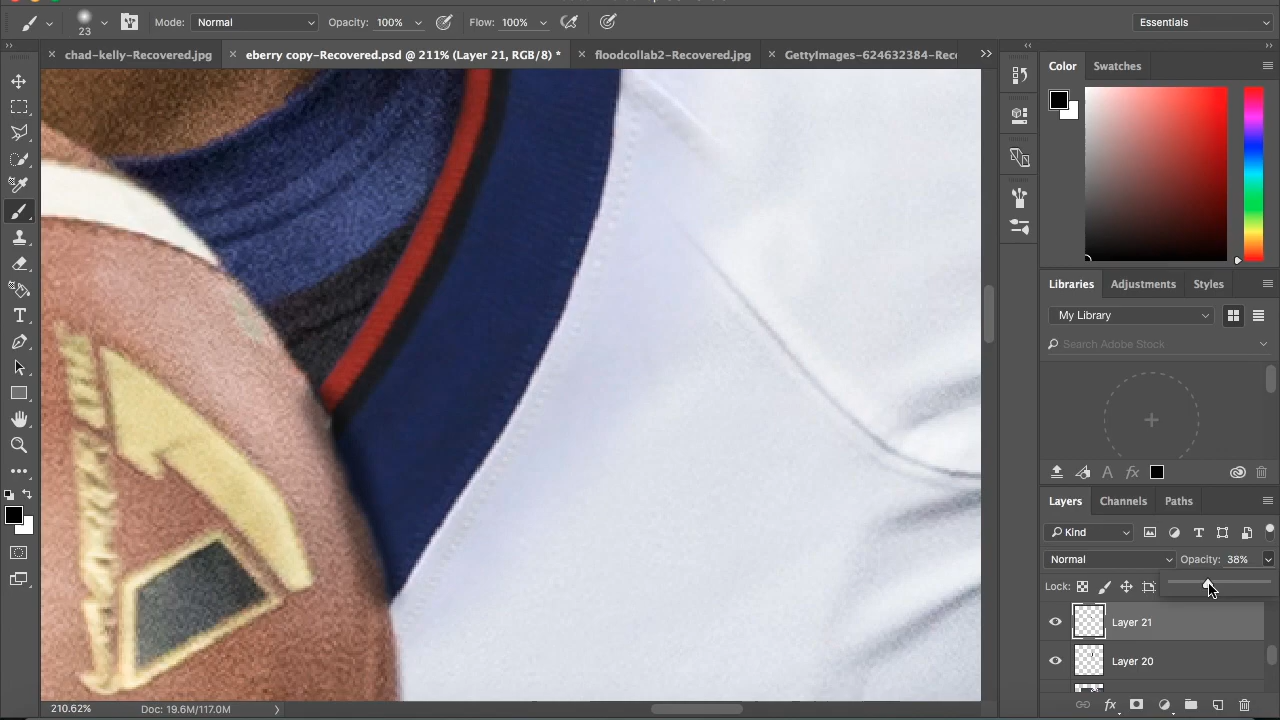 23
Mode: Normal Opacity: 100% Flow: 100% Essentials
chad-kelly-Recovered.jpg
eberry copy-Recovered.psd @ 211% (Layer 21, RGB/8) *
floodcollab2-Recovered.jpg
GettyImages-624632384-Reco
Color Swatches
Libraries Adjustments Styles
My Library
Search Adobe Stock
Layers Channels Paths
Kind
Normal Opacity: 38%
Lock:
Layer 21
Layer 20
210.62% Doc: 19.6M/117.0M